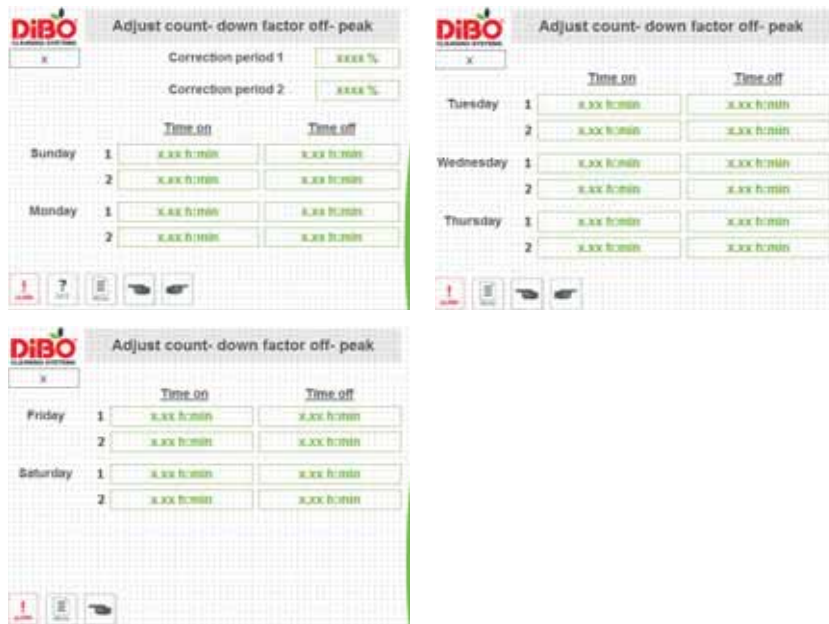 DiBO Adjust count- down factor off- peak
CLEANING SYSTEMS
x Correction period 1 xxxx %
Correction period 2 xxxx %
Time on Time off
Sunday 1 x.xx h:min x.xx h:min
2 x.xx h:min x.xx h:min
Monday 1 x.xx h:min x.xx h:min
2 x.xx h:min x.xx h:min
! ?
DiBO Adjust count- down factor off- peak
CLEANING SYSTEMS
x
Time on Time off
Tuesday 1 x.xx h:min x.xx h:min
2 x.xx h:min x.xx h:min
Wednesday 1 x.xx h:min x.xx h:min
2 x.xx h:min x.xx h:min
Thursday 1 x.xx h:min x.xx h:min
2 x.xx h:min x.xx h:min
!
DiBO Adjust count- down factor off- peak
CLEANING SYSTEMS
x
Time on Time off
Friday 1 x.xx h:min x.xx h:min
2 x.xx h:min x.xx h:min
Saturday 1 x.xx h:min x.xx h:min
2 x.xx h:min x.xx h:min
!